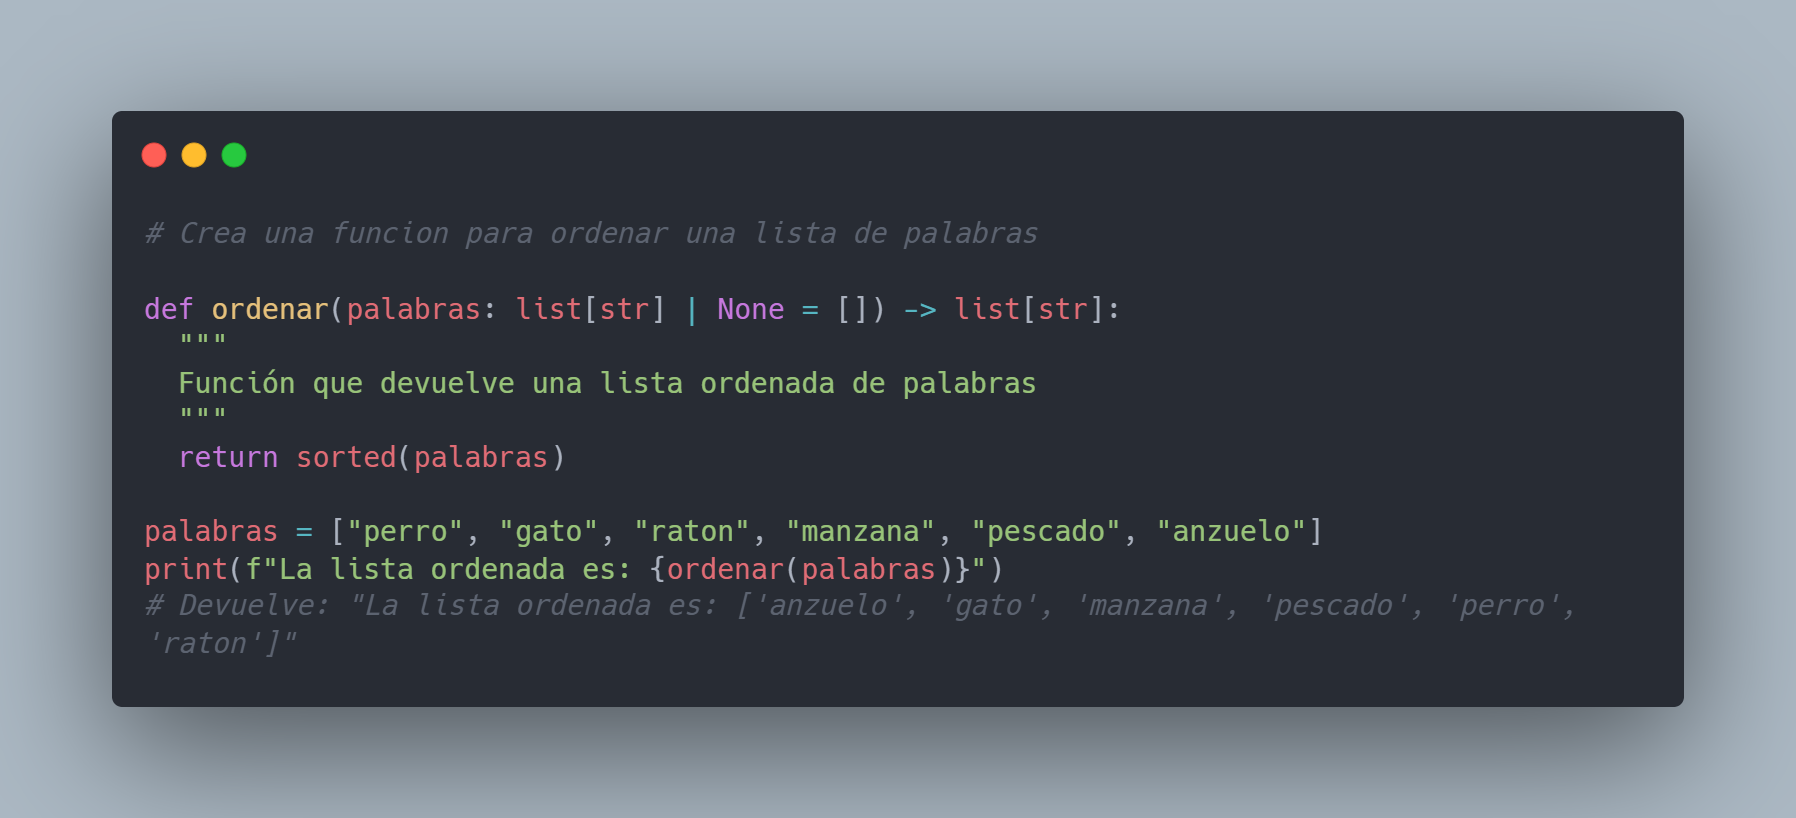 # Crea una funcion para ordenar una lista de palabras
def ordenar(palabras: list[str] | None = []) -> list[str]:
  """
  Función que devuelve una lista ordenada de palabras
  """
  return sorted(palabras)
palabras = ["perro", "gato", "raton", "manzana", "pescado", "anzuelo"]
print(f"La lista ordenada es: {ordenar(palabras)}")
# Devuelve: "La lista ordenada es: ['anzuelo', 'gato', 'manzana', 'pescado', 'perro',
'raton']"